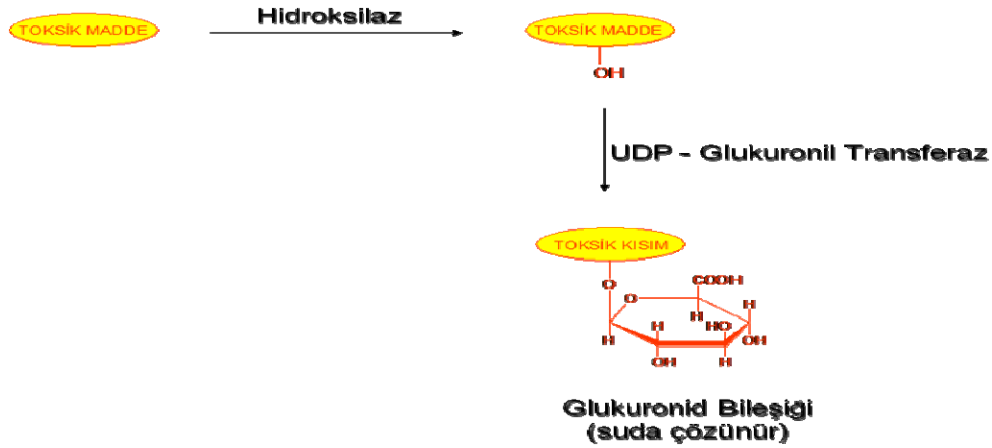 Hidroksilaz
TOKSİK MADDE
TOKSİK MADDE
OH
UDP - Glukuronil Transferaz
TOKSİK KISIM
O
COOH
O
H
H
H
HO
H
OH
OH
H
Glukuronid Bileşiği
(suda çözünür)